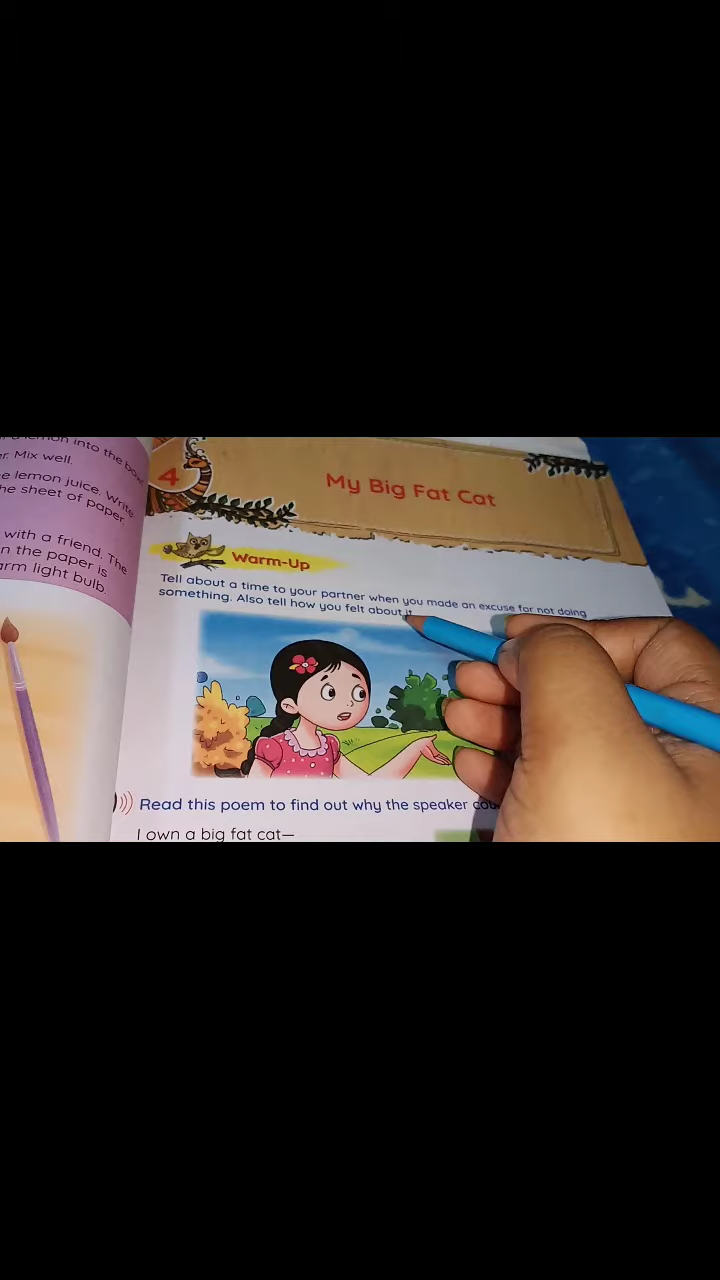 lemon into the bowl
r. Mix well.
e lemon juice. Write
he sheet of paper.
with a friend. The
n the paper is
arm light bulb.
4
My Big Fat Cat
Warm-Up
Tell about a time to your partner when you made an excuse for not doing
something. Also tell how you felt about it.
Read this poem to find out why the speaker
I own a big fat cat—